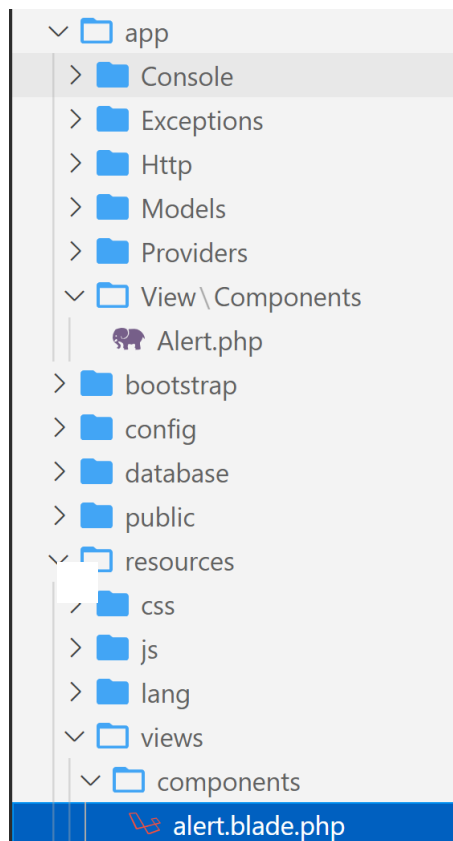 app
Console
Exceptions
Http
Models
Providers
View\Components
Alert.php
bootstrap
config
database
public
resources
css
js
lang
views
components
alert.blade.php